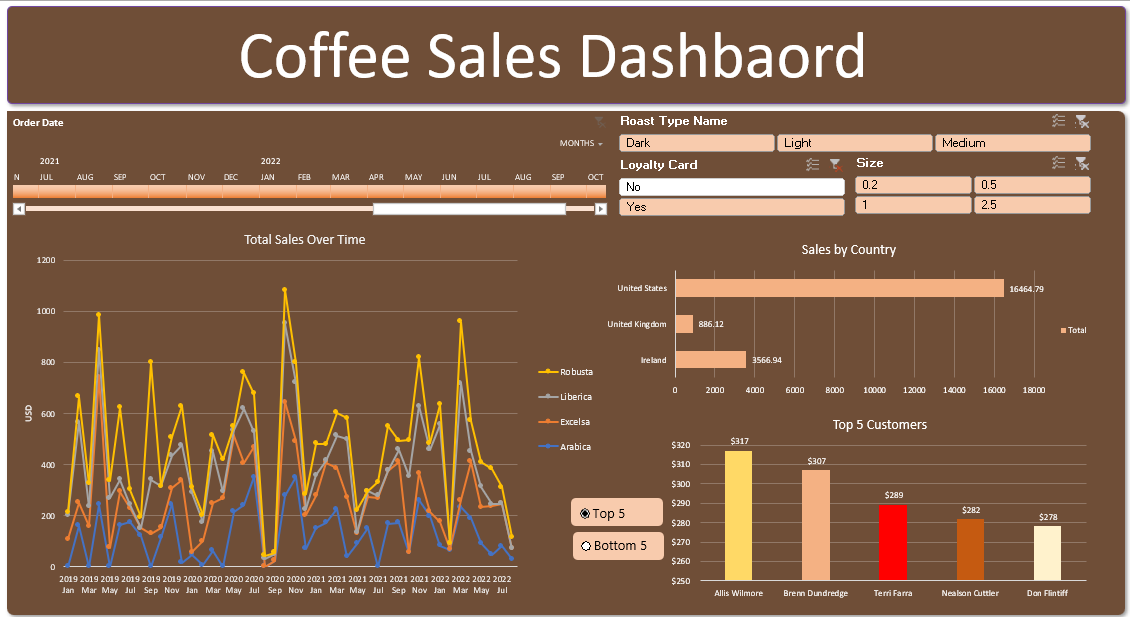 Coffee Sales Dashbaord
Order Date
MONTHS
2021 2022
N JUL AUG SEP OCT NOV DEC JAN FEB MAR APR MAY JUN JUL AUG SEP OCT
Roast Type Name
Dark Light Medium
Loyalty Card
No
Yes
Size
0.2 0.5
1 2.5
Total Sales Over Time
1200
1000
800
600
400
200
0
USD
2019 2019 2019 2019 2019 2019 2020 2020 2020 2020 2020 2020 2021 2021 2021 2021 2021 2021 2022 2022 2022 2022
Jan Mar May Jul Sep Nov Jan Mar May Jul Sep Nov Jan Mar May Jul Sep Nov Jan Mar May Jul
Robusta
Liberica
Excelsa
Arabica
Top 5
Bottom 5
Sales by Country
United States 16464.79
United Kingdom 886.12
Ireland 3566.94
0 2000 4000 6000 8000 10000 12000 14000 16000 18000
Total
Top 5 Customers
$320
$310
$300
$290
$280
$270
$260
$250
$317
$307
$289
$282
$278
Allis Wilmore Brenn Dundredge Terri Farra Nealson Cuttler Don Flintiff